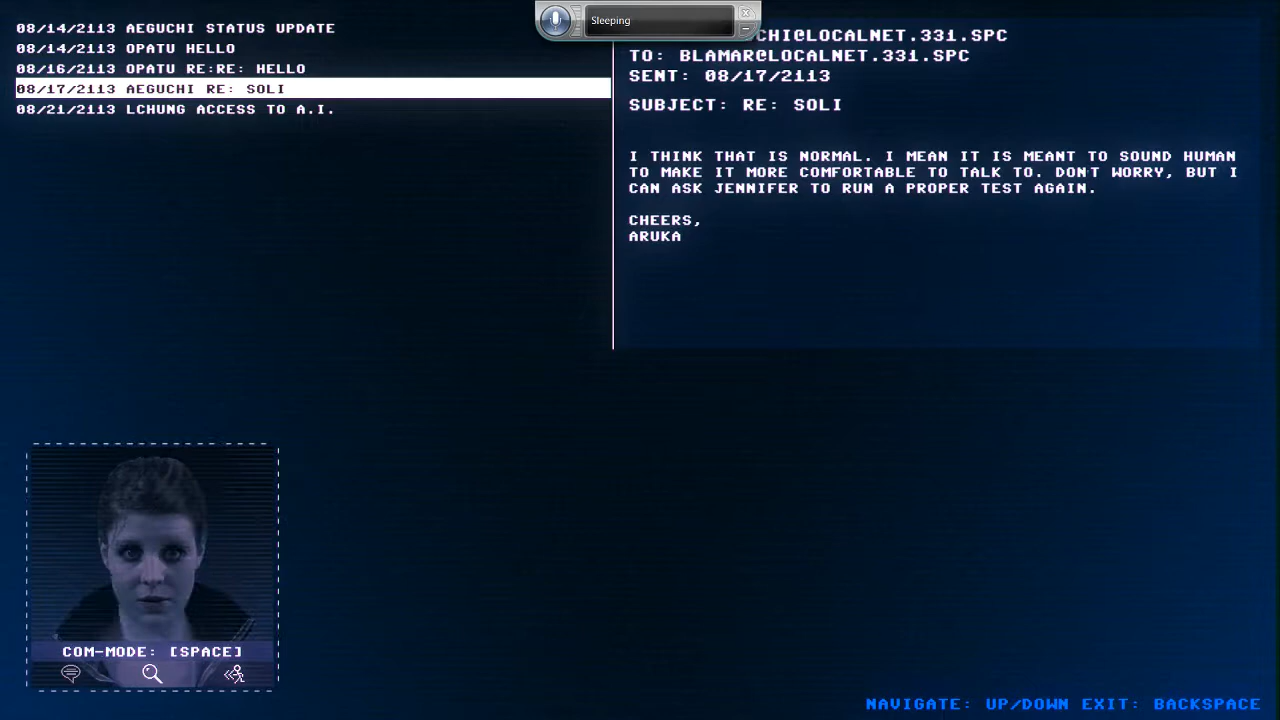 08/14/2113 AEGUCHI STATUS UPDATE
08/14/2113 OPATU HELLO
08/16/2113 OPATU RE:RE: HELLO
08/17/2113 AEGUCHI RE: SOLI
08/21/2113 LCHUNG ACCESS TO A.I.
Sleeping
CHI@LOCALNET.331.SPC
TO: BLAMAR@LOCALNET.331.SPC
SENT: 08/17/2113
SUBJECT: RE: SOLI
I THINK THAT IS NORMAL. I MEAN IT IS MEANT TO SOUND HUMAN
TO MAKE IT MORE COMFORTABLE TO TALK TO. DON'T WORRY, BUT I
CAN ASK JENNIFER TO RUN A PROPER TEST AGAIN.
CHEERS,
ARUKA
COM-MODE: [SPACE]
NAVIGATE: UP/DOWN EXIT: BACKSPACE